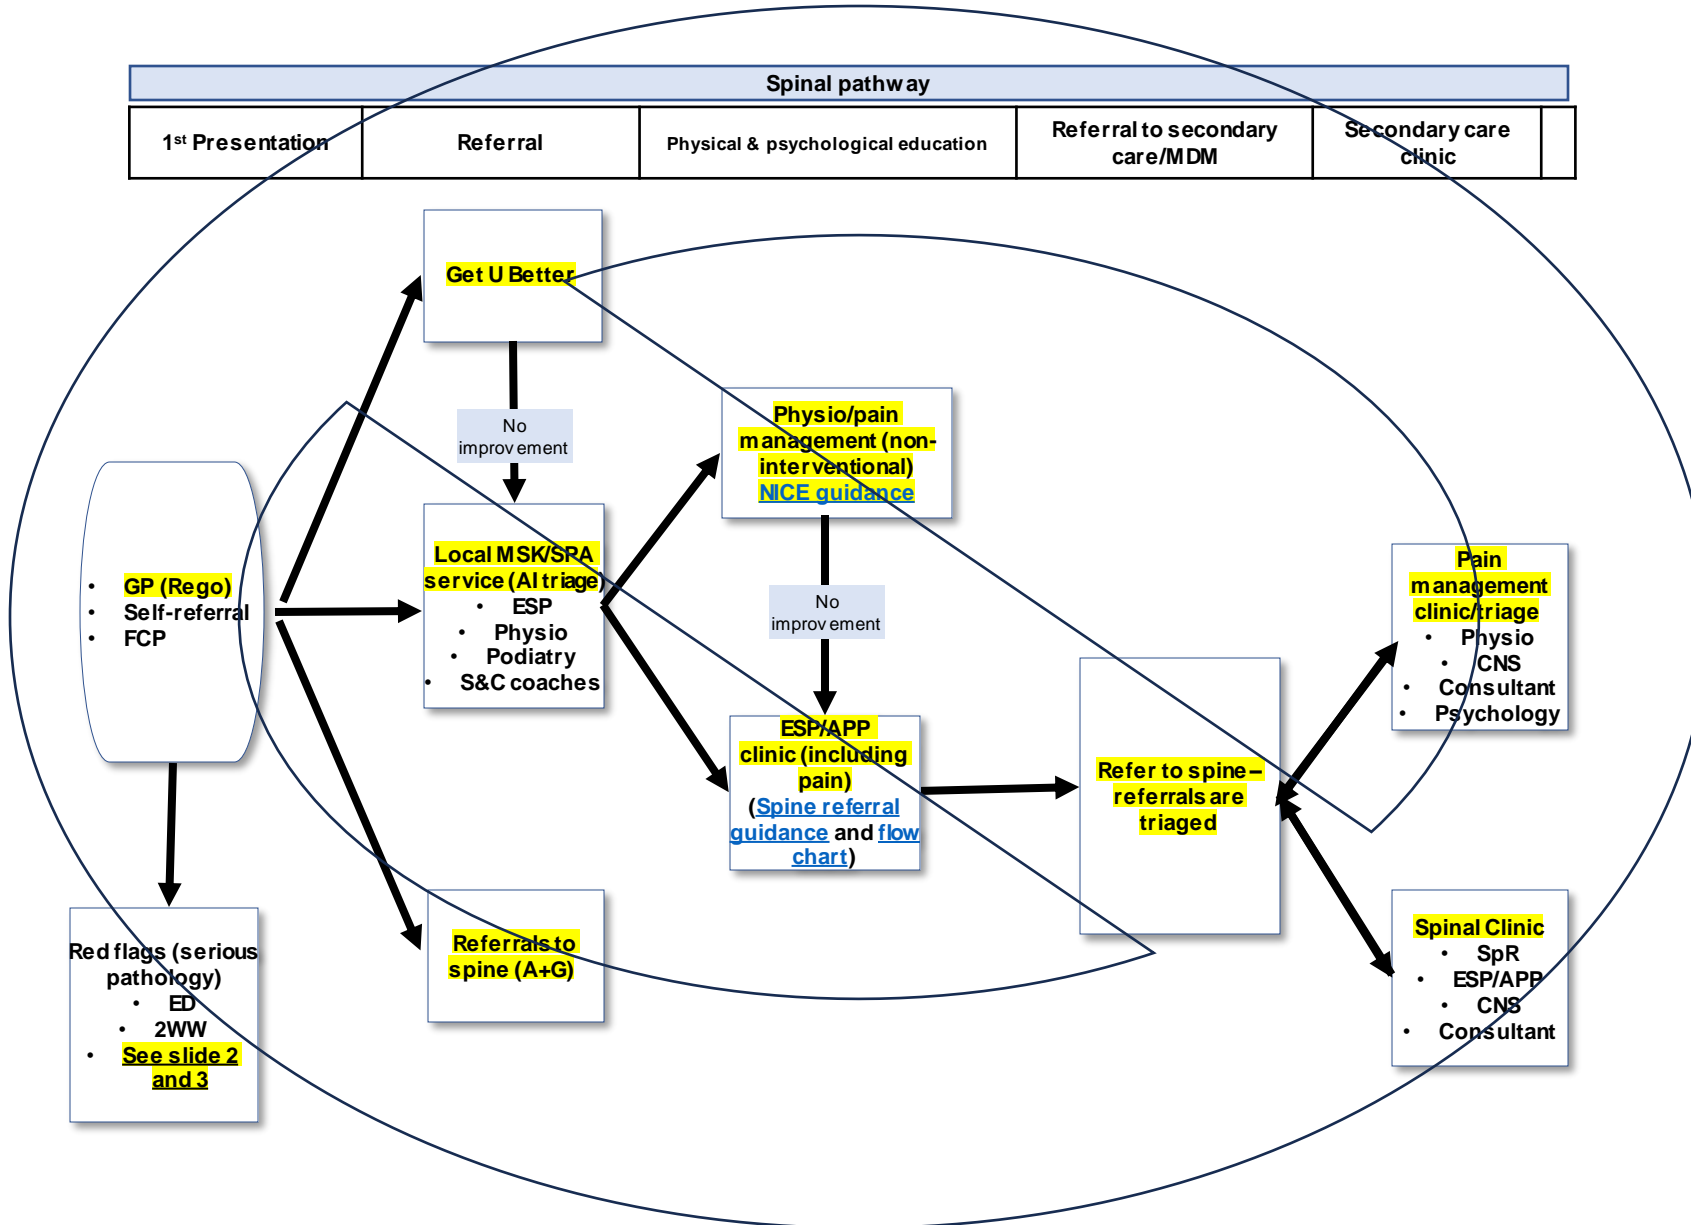 Spinal pathway
1st Presentation
Referral
Physical & psychological education
Referral to secondary
care/MDM
Secondary care
clinic
Get U Better
No
improvement
• GP (Rego)
• Self-referral
• FCP
Local MSK/SPA
service (AI triage)
• ESP
• Physio
• Podiatry
• S&C coaches
Red flags (serious
pathology)
• ED
• 2WW
• See slide 2
and 3
Referrals to
spine (A+G)
Physio/pain
management (non-
interventional)
NICE guidance
No
improvement
ESP/APP
clinic (including
pain)
(Spine referral
guidance and flow
chart)
Refer to spine –
referrals are
triaged
Pain
management
clinic/triage
• Physio
• CNS
• Consultant
• Psychology
Spinal Clinic
• SpR
• ESP/APP
• CNS
• Consultant